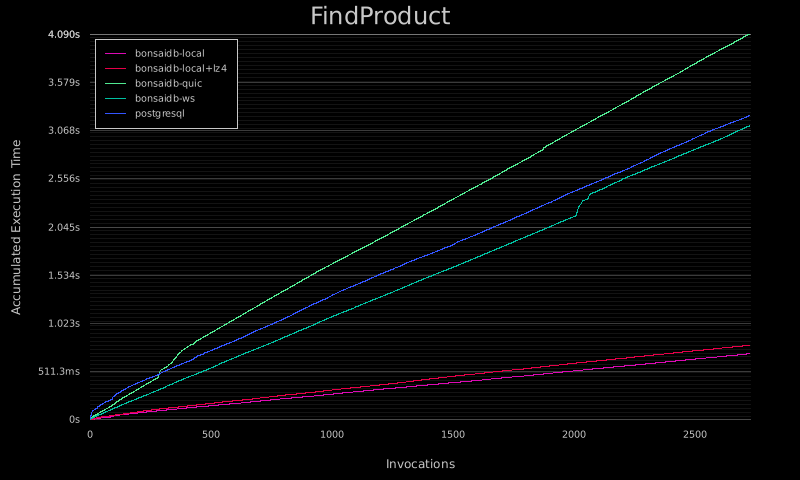 FindProduct
4.090s
3.579s
3.068s
2.556s
2.045s
1.534s
1.023s
511.3ms
0s
bonsaidb-local
bonsaidb-local+lz4
bonsaidb-quic
bonsaidb-ws
postgresql
Accumulated Execution Time
0 500 1000 1500 2000 2500
Invocations